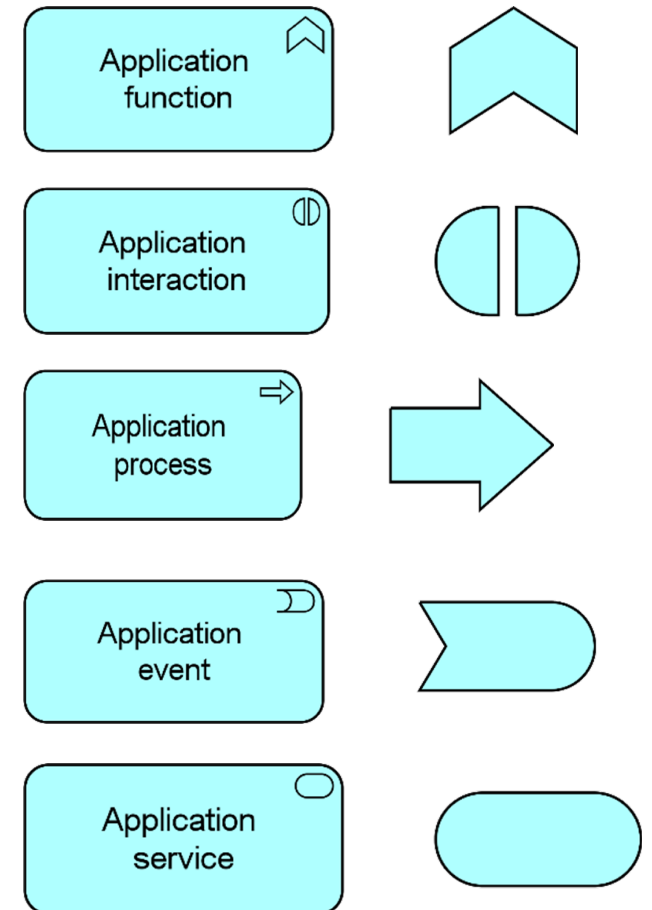 Application
function
Application
interaction
Application
process
Application
event
Application
service